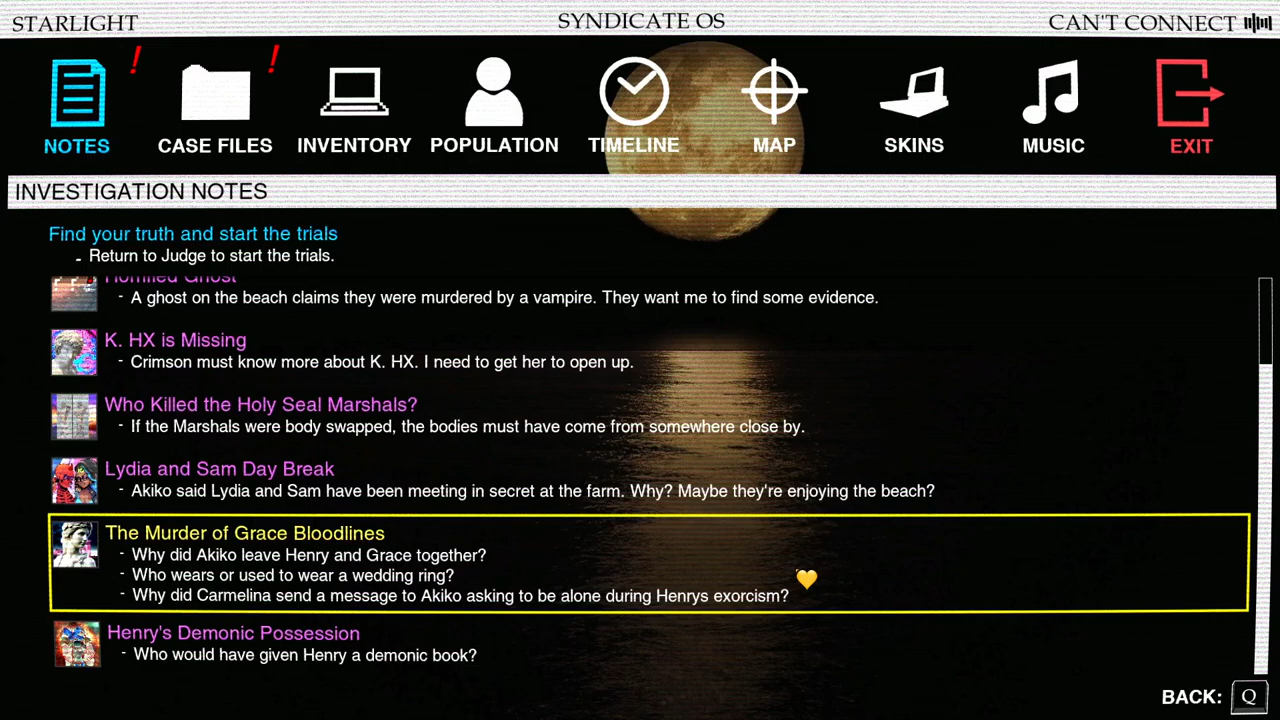 STARLIGHT
SYNDICATE OS
CAN'T CONNECT
! !
NOTES
CASE FILES
INVENTORY
POPULATION
TIMELINE
MAP
SKINS
MUSIC
EXIT
INVESTIGATION NOTES
Find your truth and start the trials
- Return to Judge to start the trials.
Horrified Ghost
- A ghost on the beach claims they were murdered by a vampire. They want me to find some evidence.
K. HX is Missing
- Crimson must know more about K. HX. I need to get her to open up.
Who Killed the Holy Seal Marshals?
- If the Marshals were body swapped, the bodies must have come from somewhere close by.
Lydia and Sam Day Break
- Akiko said Lydia and Sam have been meeting in secret at the farm. Why? Maybe they're enjoying the beach?
The Murder of Grace Bloodlines
- Why did Akiko leave Henry and Grace together?
- Who wears or used to wear a wedding ring?
- Why did Carmelina send a message to Akiko asking to be alone during Henrys exorcism?
Henry's Demonic Possession
- Who would have given Henry a demonic book?
BACK: Q